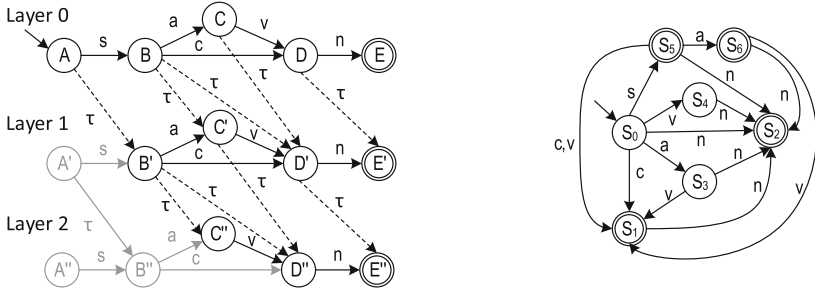 Layer 0
A
s
B
a
C
c
v
D
n
E
τ
τ
τ
τ
τ
Layer 1
A'
s
B'
a
C'
c
v
D'
n
E'
τ
τ
τ
τ
τ
Layer 2
A"
s
B"
a
C"
c
v
D"
n
E"
S₅
a
S₆
s
n
n
S₄
v
n
S₀
n
S₂
c,v
a
c
S₃
n
v
n
v
S₁